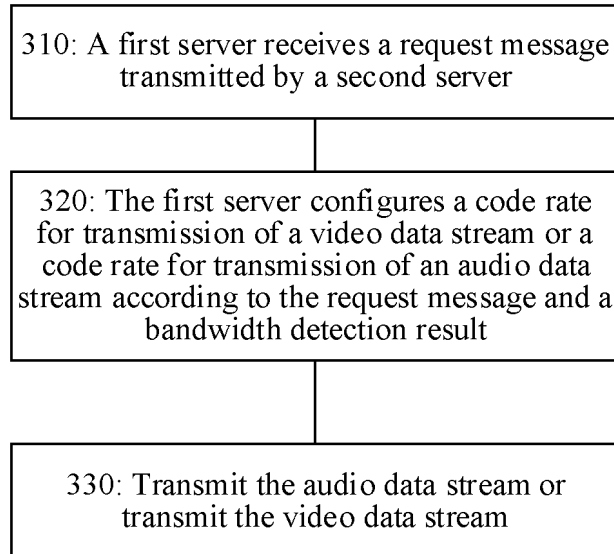 310: A first server receives a request message
transmitted by a second server
320: The first server configures a code rate
for transmission of a video data stream or a
code rate for transmission of an audio data
stream according to the request message and a
bandwidth detection result
330: Transmit the audio data stream or
transmit the video data stream